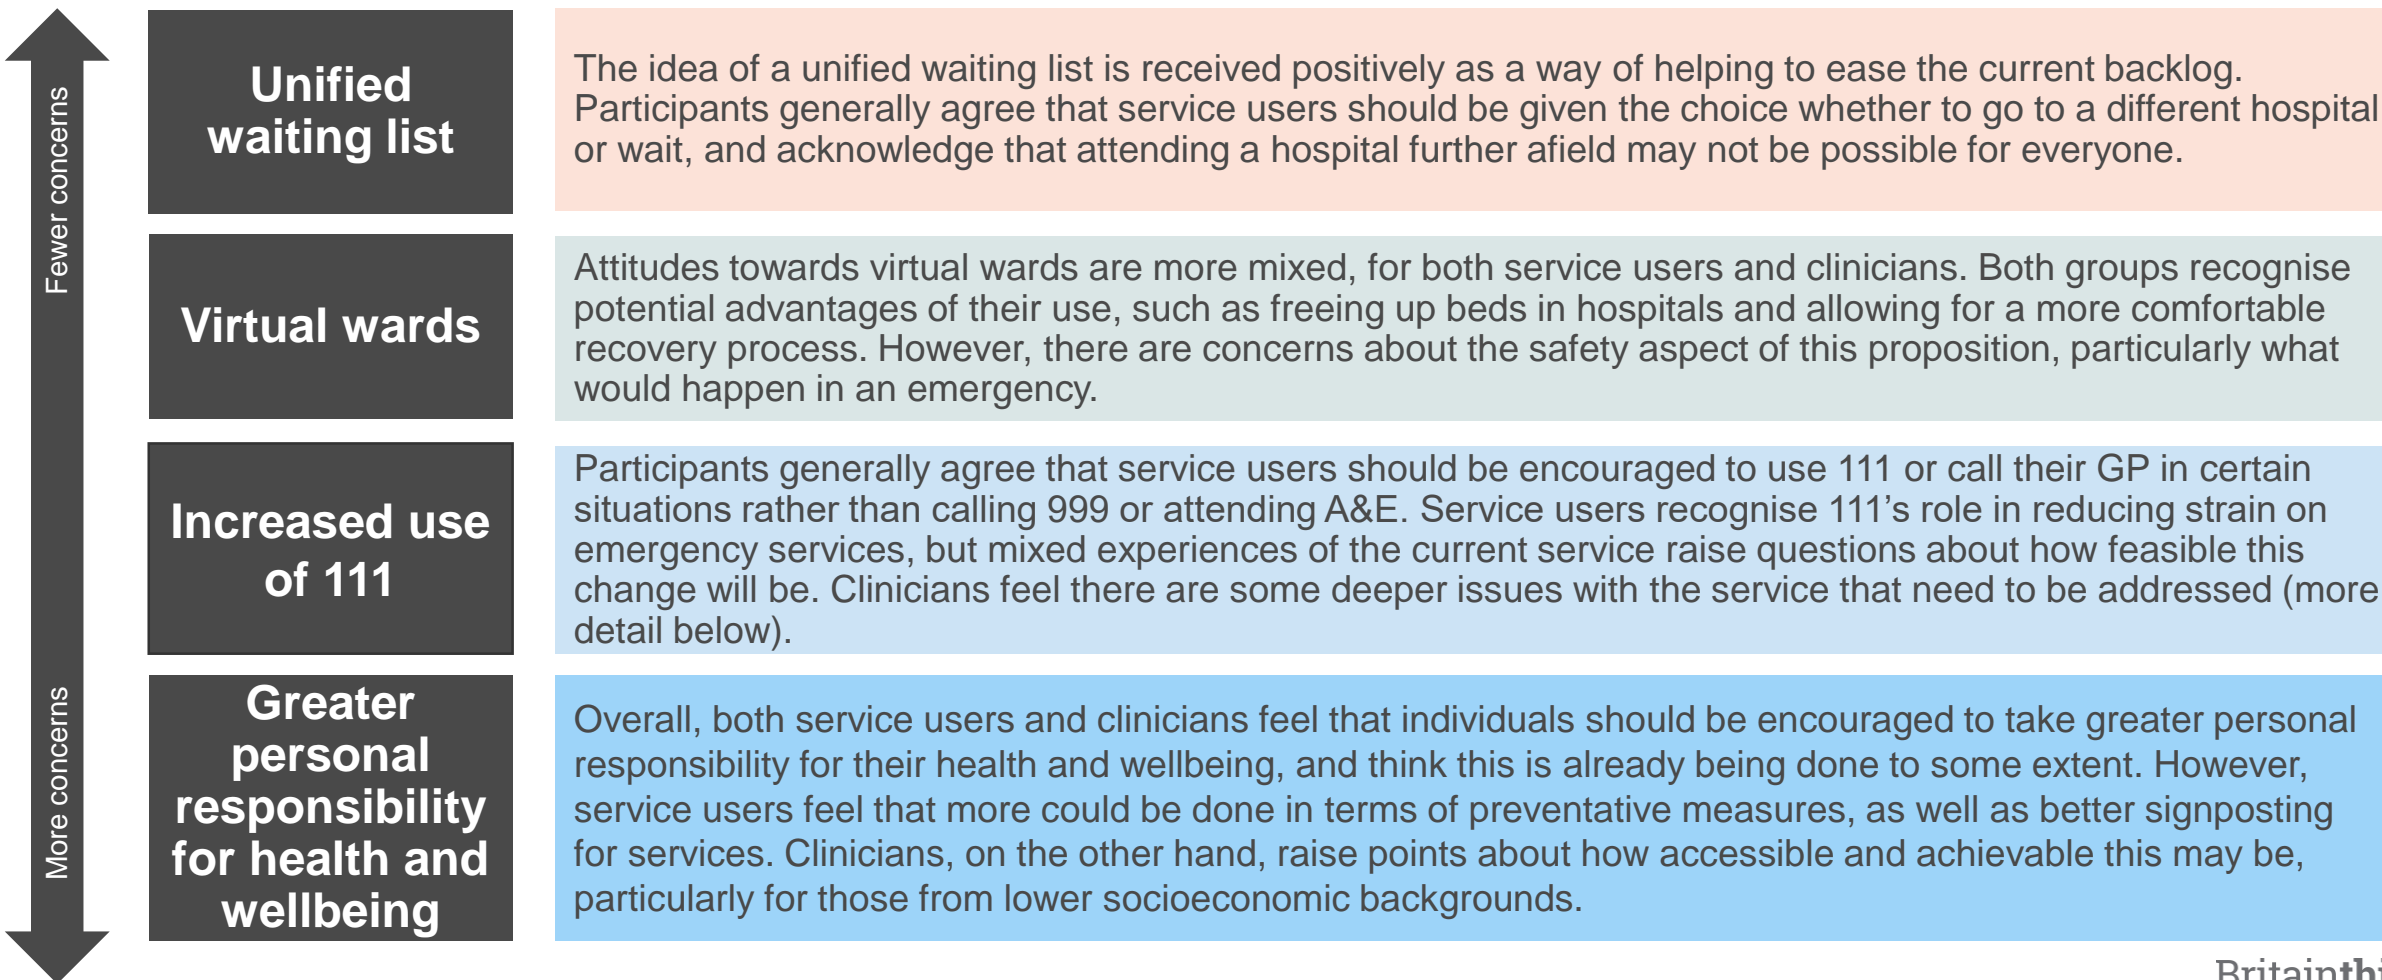 Fewer concerns
More concerns
Unified
waiting list
The idea of a unified waiting list is received positively as a way of helping to ease the current backlog.
Participants generally agree that service users should be given the choice whether to go to a different hospital
or wait, and acknowledge that attending a hospital further afield may not be possible for everyone.
Virtual wards
Attitudes towards virtual wards are more mixed, for both service users and clinicians. Both groups recognise
potential advantages of their use, such as freeing up beds in hospitals and allowing for a more comfortable
recovery process. However, there are concerns about the safety aspect of this proposition, particularly what
would happen in an emergency.
Increased use
of 111
Participants generally agree that service users should be encouraged to use 111 or call their GP in certain
situations rather than calling 999 or attending A&E. Service users recognise 111’s role in reducing strain on
emergency services, but mixed experiences of the current service raise questions about how feasible this
change will be. Clinicians feel there are some deeper issues with the service that need to be addressed (more
detail below).
Greater
personal
responsibility
for health and
wellbeing
Overall, both service users and clinicians feel that individuals should be encouraged to take greater personal
responsibility for their health and wellbeing, and think this is already being done to some extent. However,
service users feel that more could be done in terms of preventative measures, as well as better signposting
for services. Clinicians, on the other hand, raise points about how accessible and achievable this may be,
particularly for those from lower socioeconomic backgrounds.